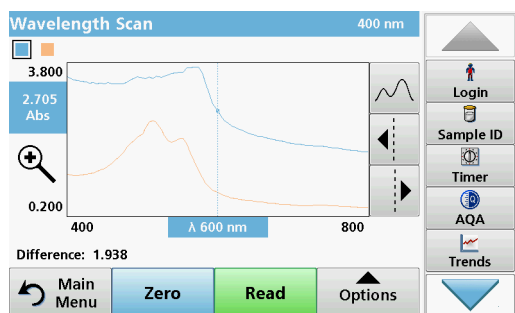 Wavelength Scan 400 nm
3.800
2.705
Abs
0.200
400 λ 600 nm 800
Difference: 1.938
Main
Menu
Zero
Read
Options
Login
Sample ID
Timer
AQA
Trends